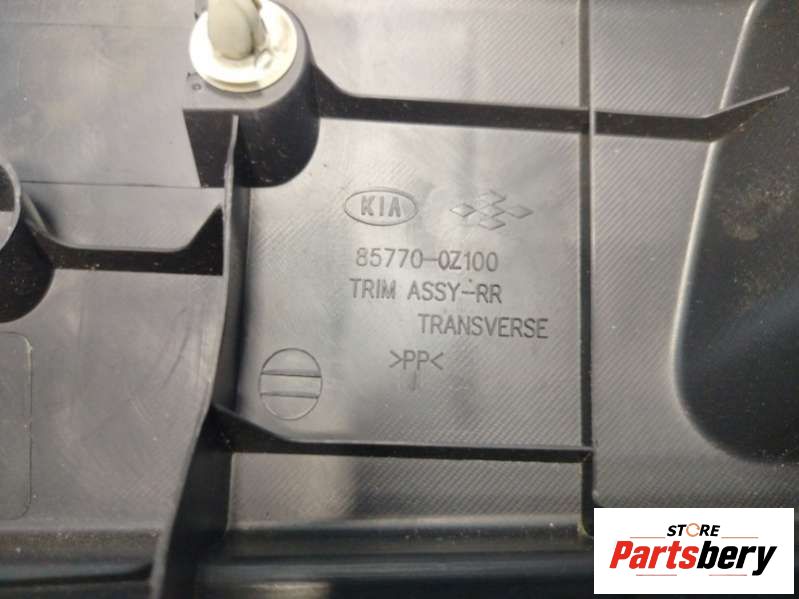 KIA
85770-0Z100
TRIM ASSY-RR
TRANSVERSE
>PP<
STORE
Partsbery